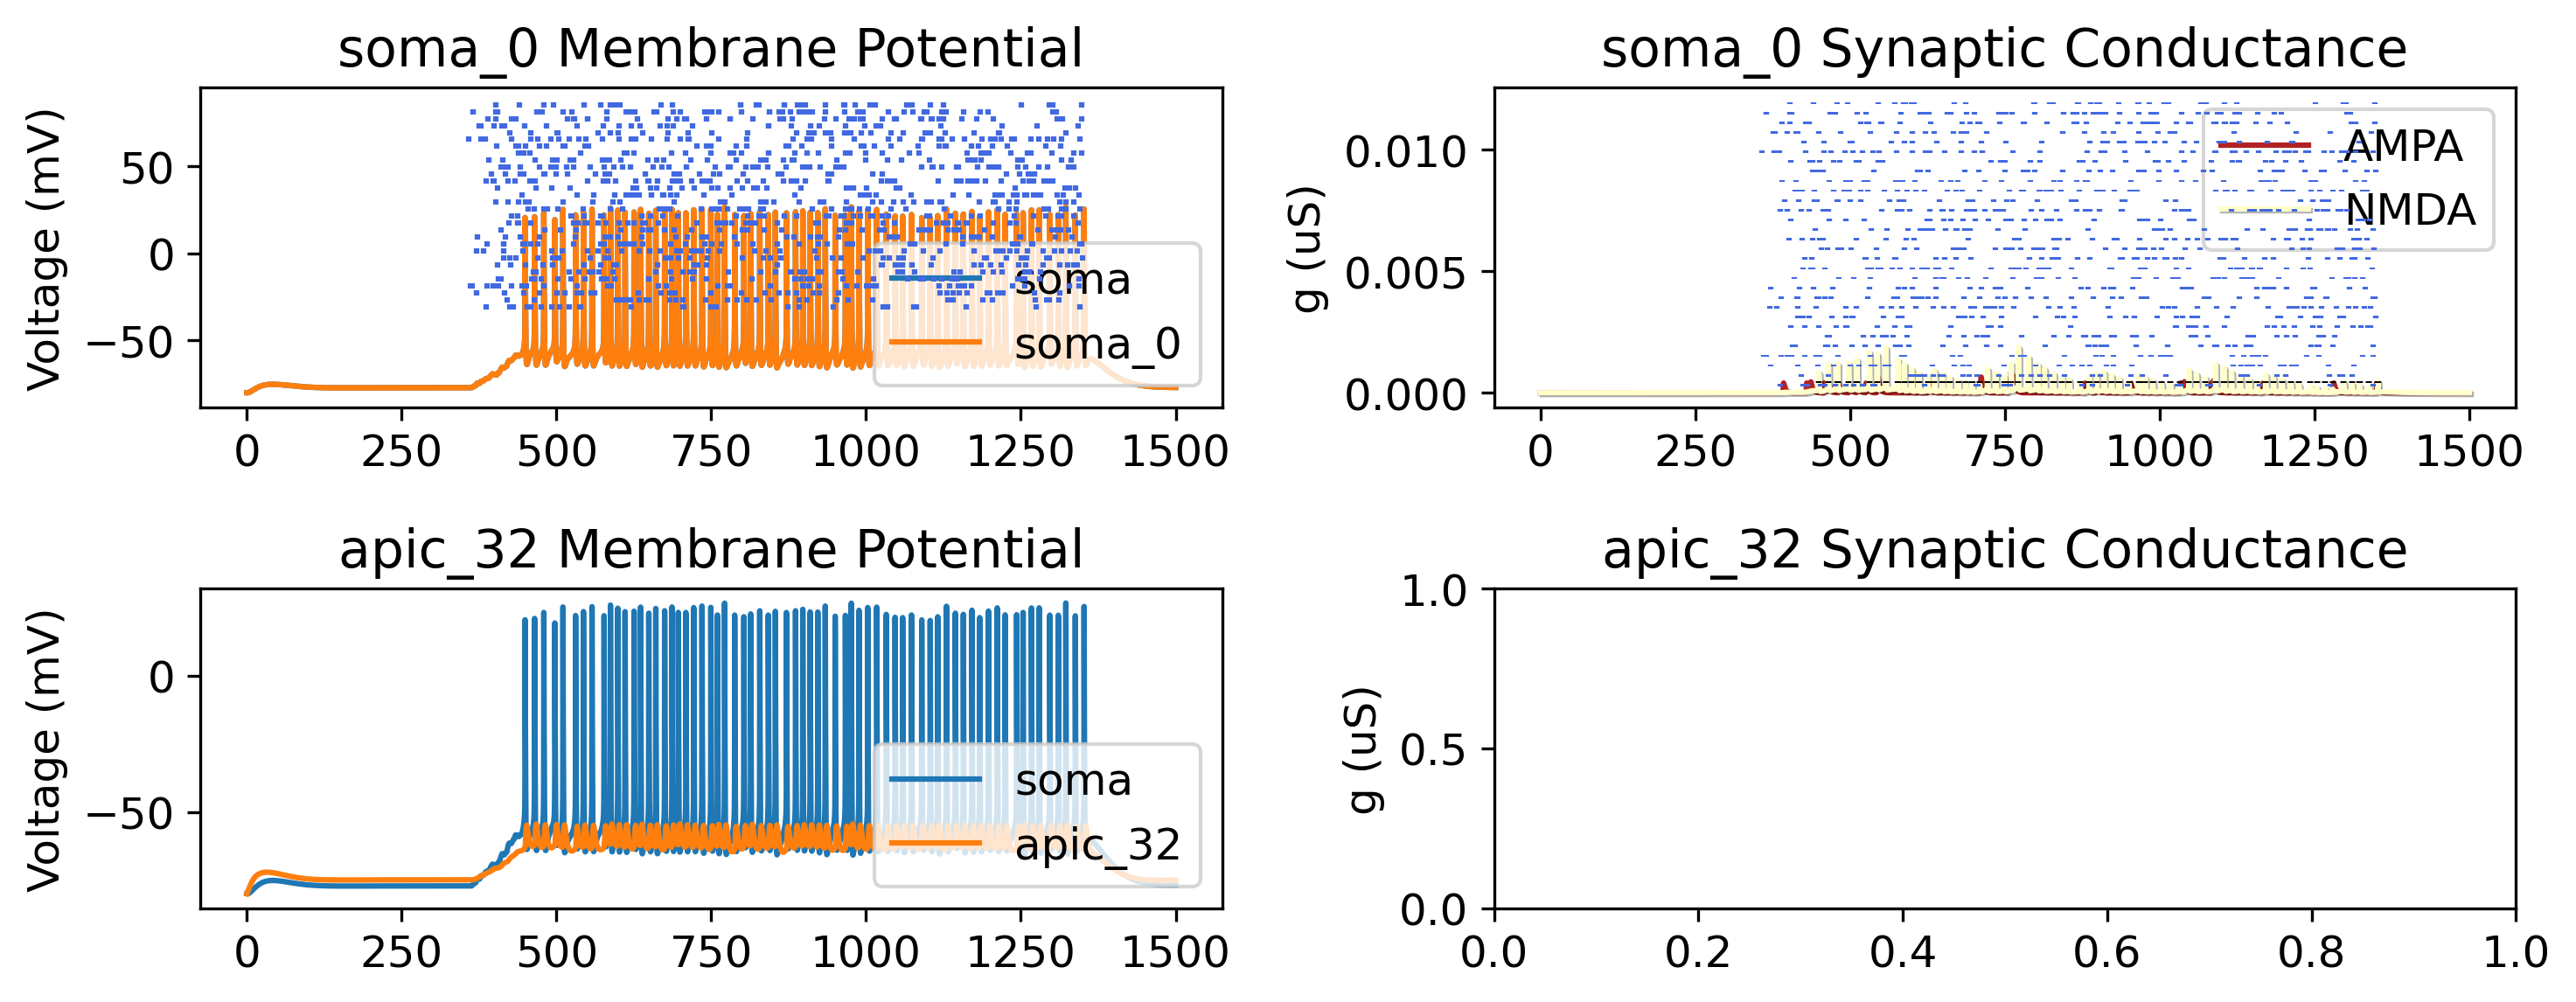 soma_0 Membrane Potential
Voltage (mV)
50
0
−50
soma
soma_0
0 250 500 750 1000 1250 1500
soma_0 Synaptic Conductance
g (uS)
0.010
0.005
0.000
AMPA
NMDA
0 250 500 750 1000 1250 1500
apic_32 Membrane Potential
Voltage (mV)
0
−50
soma
apic_32
0 250 500 750 1000 1250 1500
apic_32 Synaptic Conductance
g (uS)
1.0
0.5
0.0
0.0 0.2 0.4 0.6 0.8 1.0